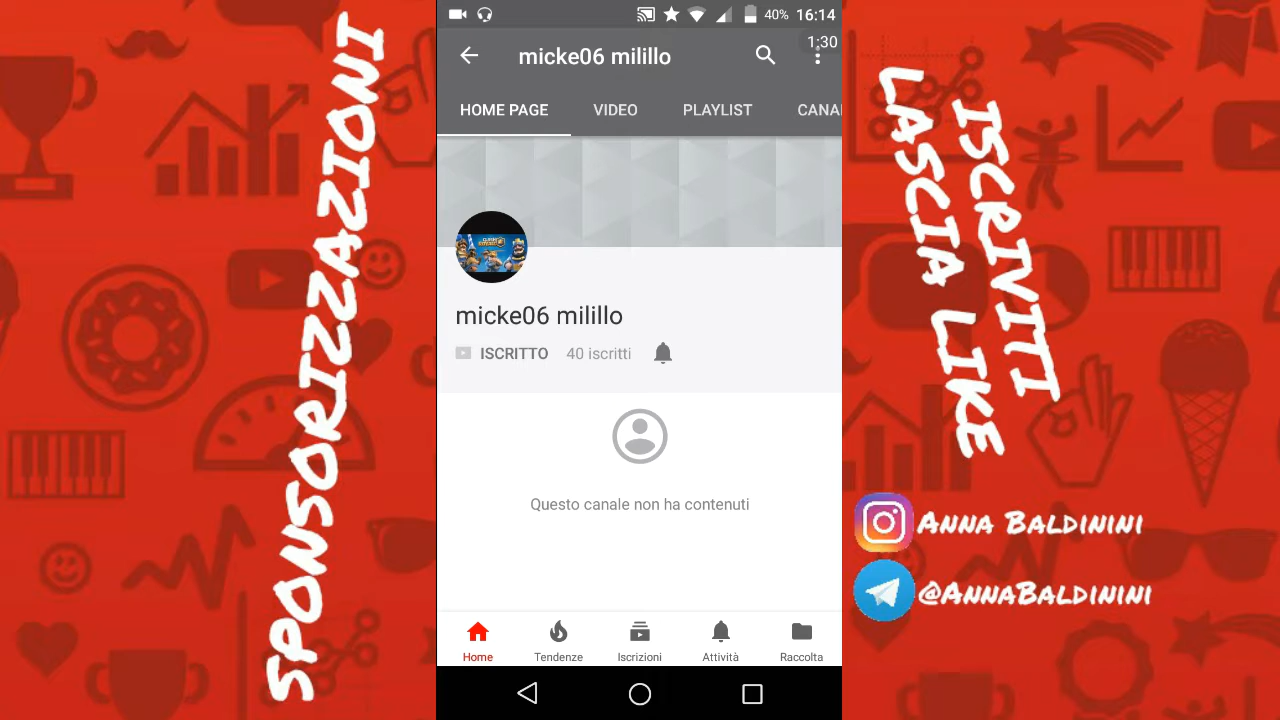 SPONSORIZZAZIONI
40% 16:14
micke06 milillo
1:30
HOME PAGE VIDEO PLAYLIST CANA
micke06 milillo
ISCRITTO 40 iscritti
Questo canale non ha contenuti
Home Tendenze Iscrizioni Attività Raccolta
LASCIA LIKE
ISCRIVITI
ANNA BALDININI
@ANNABALDININI